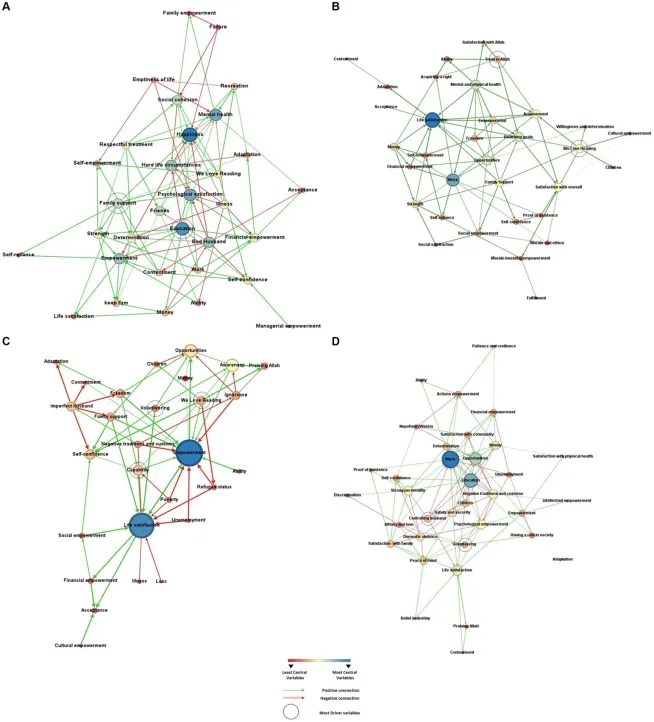 A
Family empowerment
Failure
Emptiness of life
Recreation
Social cohesion
Mental health
Happiness
Respectful treatment
Self-empowerment
Hard life circumstances
Adaptation
We Love Reading
Acceptance
Psychological satisfaction
Family support
Friends
Illness
Education
Strength
Determination
Bad Husband
Financial empowerment
Self-reliance
Empowerment
Contentment
Work
Self-confidence
keep firm
Ability
Money
Life satisfaction
Managerial empowerment
B
Satisfaction with Allah
Contentment
Ability
Trust in Allah
Acquiring a right
Adaptation
Mental and physical health
Acceptance
Life satisfaction
Empowerment
Achievement
Willingness and determination
Cultural empowerment
Freedom
Reaching goals
Money
We Love Reading
Self-empowerment
Opportunities
Financial empowerment
Children
Work
Family Support
Satisfaction with oneself
Strength
Proof of existence
Self-reliance
Self-confidence
Social empowerment
Social satisfaction
Morals and ethics
Morale-boosting empowerment
Fulfilment
C
Opportunities
Adaptation
Children
Awareness
Praising Allah
Contentment
Money
Freedom
Ignorance
Imperfect husband
Volunteering
We Love Reading
Family support
Negative traditions and customs
Empowerment
Self-confidence
Capability
Ability
Refugee status
Poverty
Life satisfaction
Unemployment
Social empowerment
Financial empowerment
Illness
Loss
Acceptance
Cultural empowerment
D
Patience and resilience
Ability
Actions empowerment
Financial empowerment
Nepotism (Wasta)
Satisfaction with community
Determination
Money
Work
Opportunities
Satisfaction with physical health
Proof of existence
Self-confidence
Education
Unemployment
Strong personality
Negative traditions and customs
Discrimination
Children
Intellectual empowerment
Safety and security
Empowerment
Controlling husband
Affinity and love
Psychological empowerment
Domestic violence
Driving a car in society
Satisfaction with family
Volunteering
Peace of mind
Adaptation
Life satisfaction
Praising Allah
Contentment
Least Central
Variables
Most Central
Variables
Positive connection
Negative connection
Most Driver variables